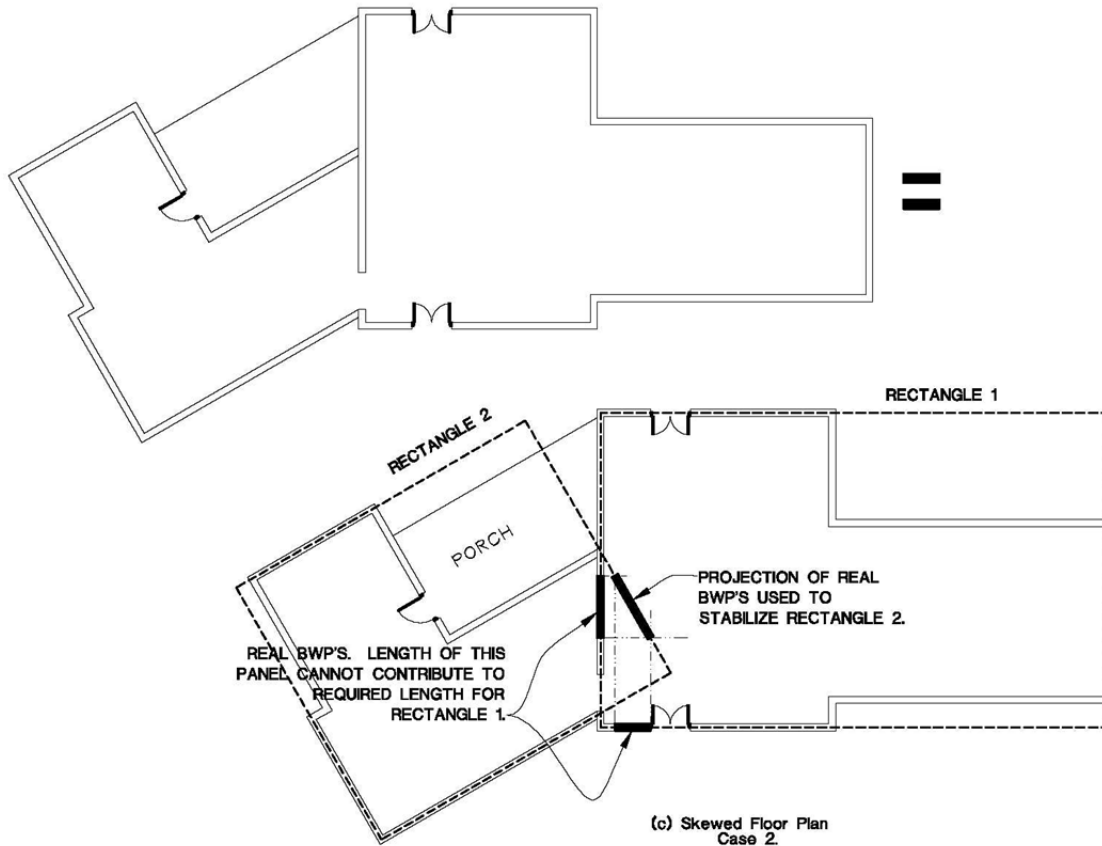 RECTANGLE 1
RECTANGLE 2
PORCH
PROJECTION OF REAL
BWP'S USED TO
STABILIZE RECTANGLE 2.
REAL BWP'S. LENGTH OF THIS
PANEL CANNOT CONTRIBUTE TO
REQUIRED LENGTH FOR
RECTANGLE 1.
(c) Skewed Floor Plan
Case 2.